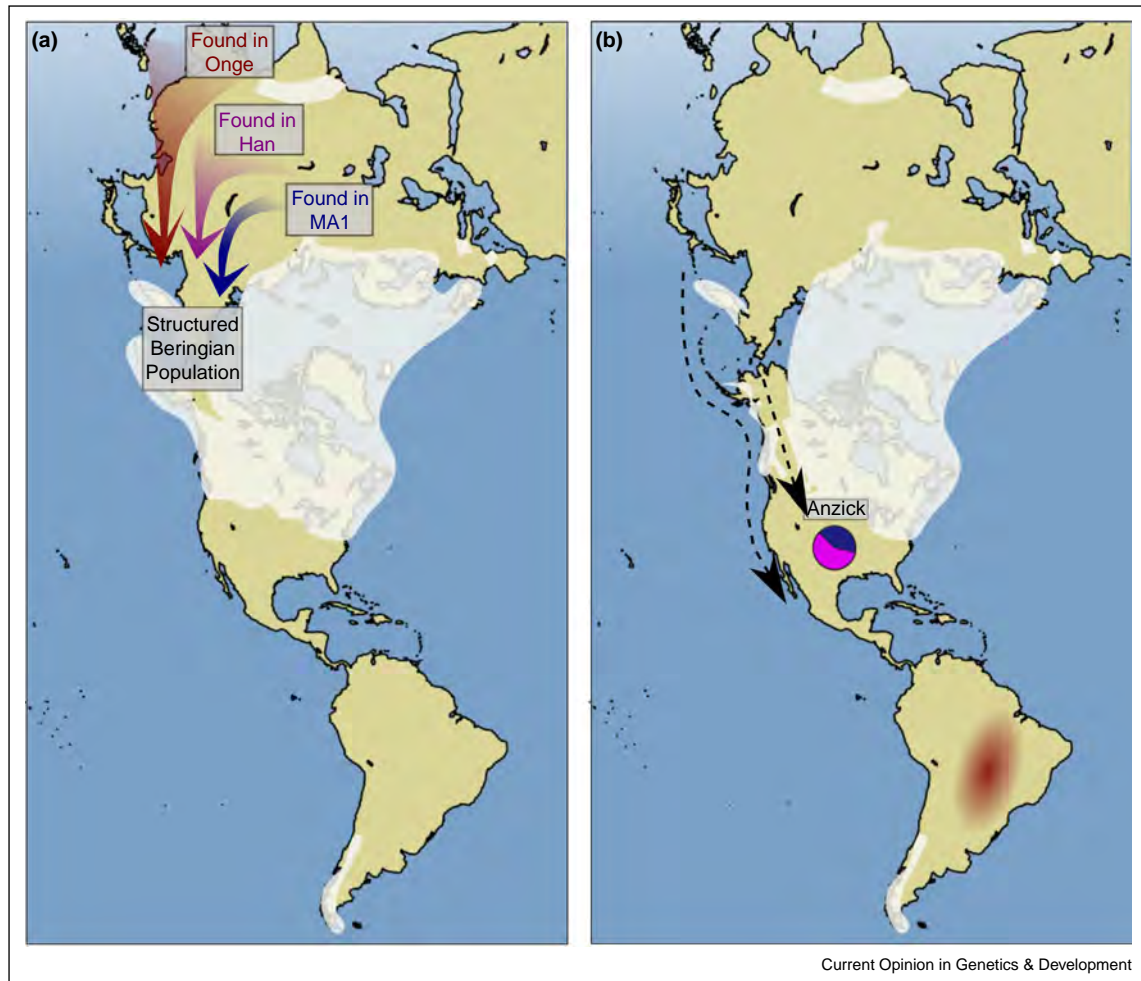 (a)
Found in
Onge
Found in
Han
Found in
MA1
Structured
Beringian
Population
(b)
Anzick
Current Opinion in Genetics & Development